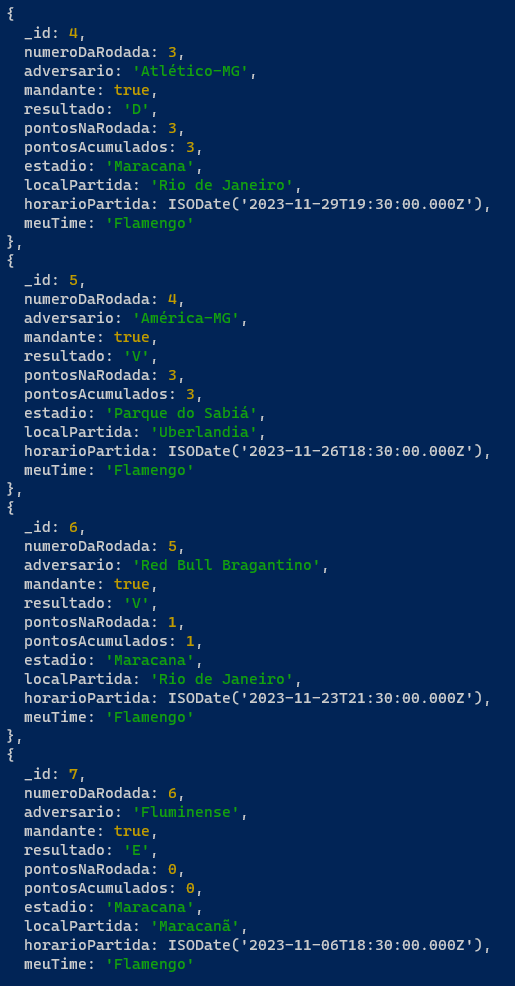 {
  _id: 4,
  numeroDaRodada: 3,
  adversario: 'Atlético-MG',
  mandante: true,
  resultado: 'D',
  pontosNaRodada: 3,
  pontosAcumulados: 3,
  estadio: 'Maracana',
  localPartida: 'Rio de Janeiro',
  horarioPartida: ISODate('2023-11-29T19:30:00.000Z'),
  meuTime: 'Flamengo'
},
{
  _id: 5,
  numeroDaRodada: 4,
  adversario: 'América-MG',
  mandante: true,
  resultado: 'V',
  pontosNaRodada: 3,
  pontosAcumulados: 3,
  estadio: 'Parque do Sabiá',
  localPartida: 'Uberlandia',
  horarioPartida: ISODate('2023-11-26T18:30:00.000Z'),
  meuTime: 'Flamengo'
},
{
  _id: 6,
  numeroDaRodada: 5,
  adversario: 'Red Bull Bragantino',
  mandante: true,
  resultado: 'V',
  pontosNaRodada: 1,
  pontosAcumulados: 1,
  estadio: 'Maracana',
  localPartida: 'Rio de Janeiro',
  horarioPartida: ISODate('2023-11-23T21:30:00.000Z'),
  meuTime: 'Flamengo'
},
{
  _id: 7,
  numeroDaRodada: 6,
  adversario: 'Fluminense',
  mandante: true,
  resultado: 'E',
  pontosNaRodada: 0,
  pontosAcumulados: 0,
  estadio: 'Maracana',
  localPartida: 'Maracanã',
  horarioPartida: ISODate('2023-11-06T18:30:00.000Z'),
  meuTime: 'Flamengo'